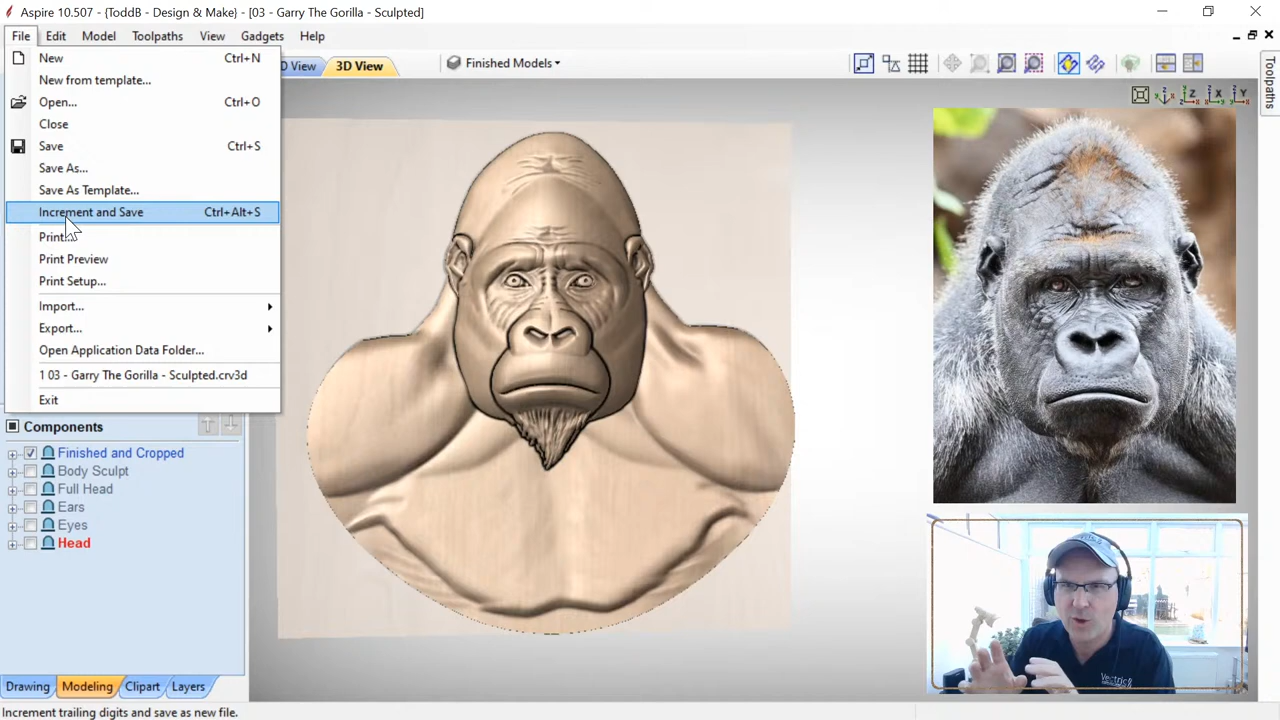 Aspire 10.507 - {ToddB - Design & Make} - [03 - Garry The Gorilla - Sculpted]
File Edit Model Toolpaths View Gadgets Help
New Ctrl+N
New from template...
Open... Ctrl+O
Close
Save Ctrl+S
Save As...
Save As Template...
Increment and Save Ctrl+Alt+S
Print...
Print Preview
Print Setup...
Import...
Export...
Open Application Data Folder...
1 03 - Garry The Gorilla - Sculpted.crv3d
Exit
D View
3D View
Finished Models
Z X Y
Toolpaths
Components
Finished and Cropped
Body Sculpt
Full Head
Ears
Eyes
Head
Drawing Modeling Clipart Layers
Vectric
Increment trailing digits and save as new file.